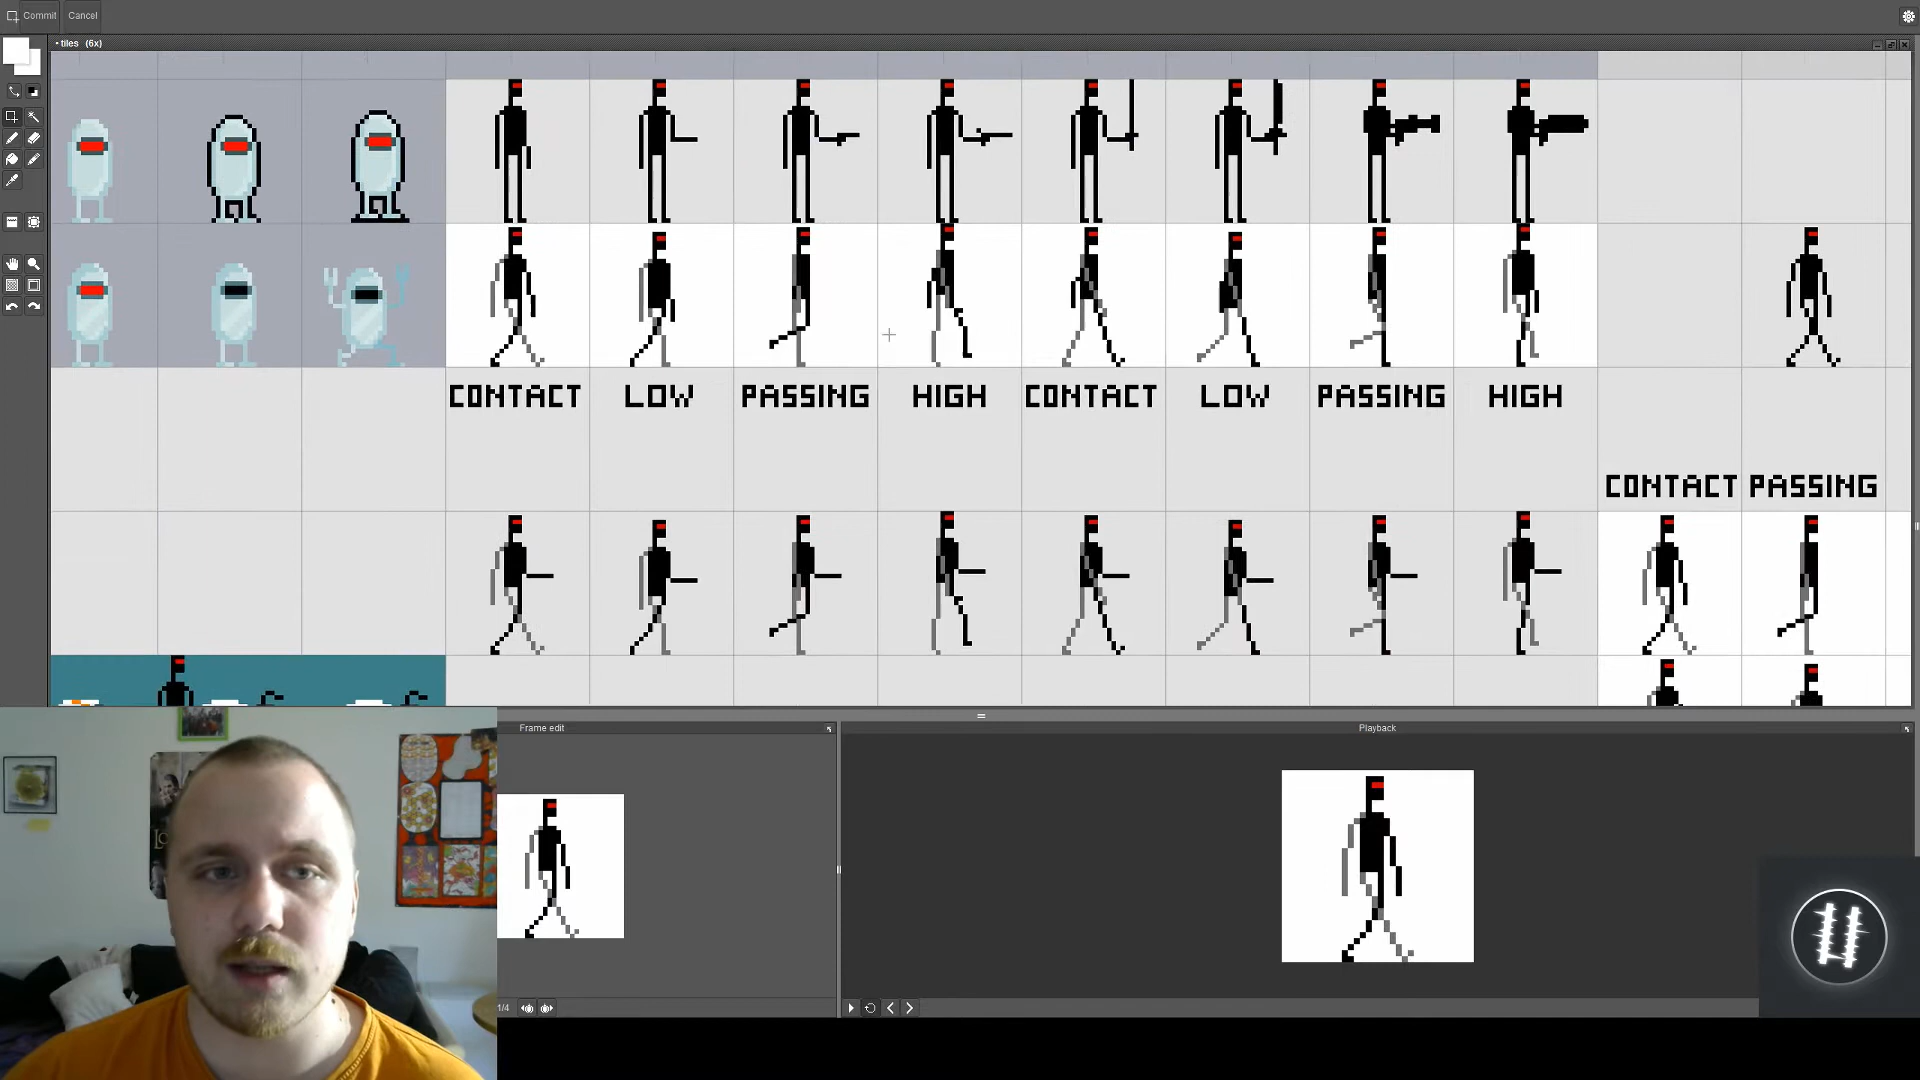 Commit Cancel
• tiles (6x)
CONTACT LOW PASSING HIGH CONTACT LOW PASSING HIGH
CONTACT PASSING
Frame edit
Playback
1/4